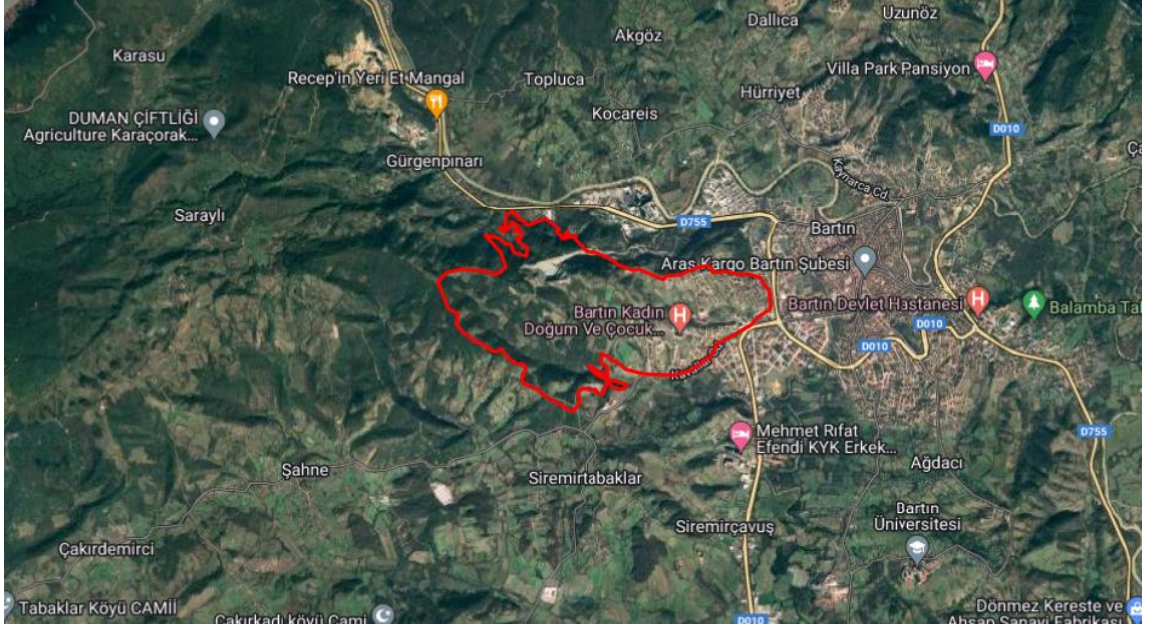 Uzunöz
Dallıca
Akgöz
Karasu
Villa Park Pansiyon
Recep'in Yeri Et Mangal
Topluca
Hürriyet
Kocareis
DUMAN ÇİFTLİĞİ
Agriculture Karaçorak...
D010
Gürgenpınarı
Kaynarca Cd.
Saraylı
D755
Bartın
Aras Kargo Bartın Şubesi
Bartın Devlet Hastanesi
Balamba Ta
Bartın Kadın
Doğum Ve Çocuk...
D010
D010
Mehmet Rıfat
Efendi KYK Erkek...
D755
Şahne
Ağdacı
Siremirtabaklar
Bartın
Üniversitesi
Siremirçavuş
Çakırdemirci
Tabaklar Köyü CAMİİ
Çakırkadı köyü Cami
D010
Dönmez Kereste ve
Ahşap Sanayi Fabrikası